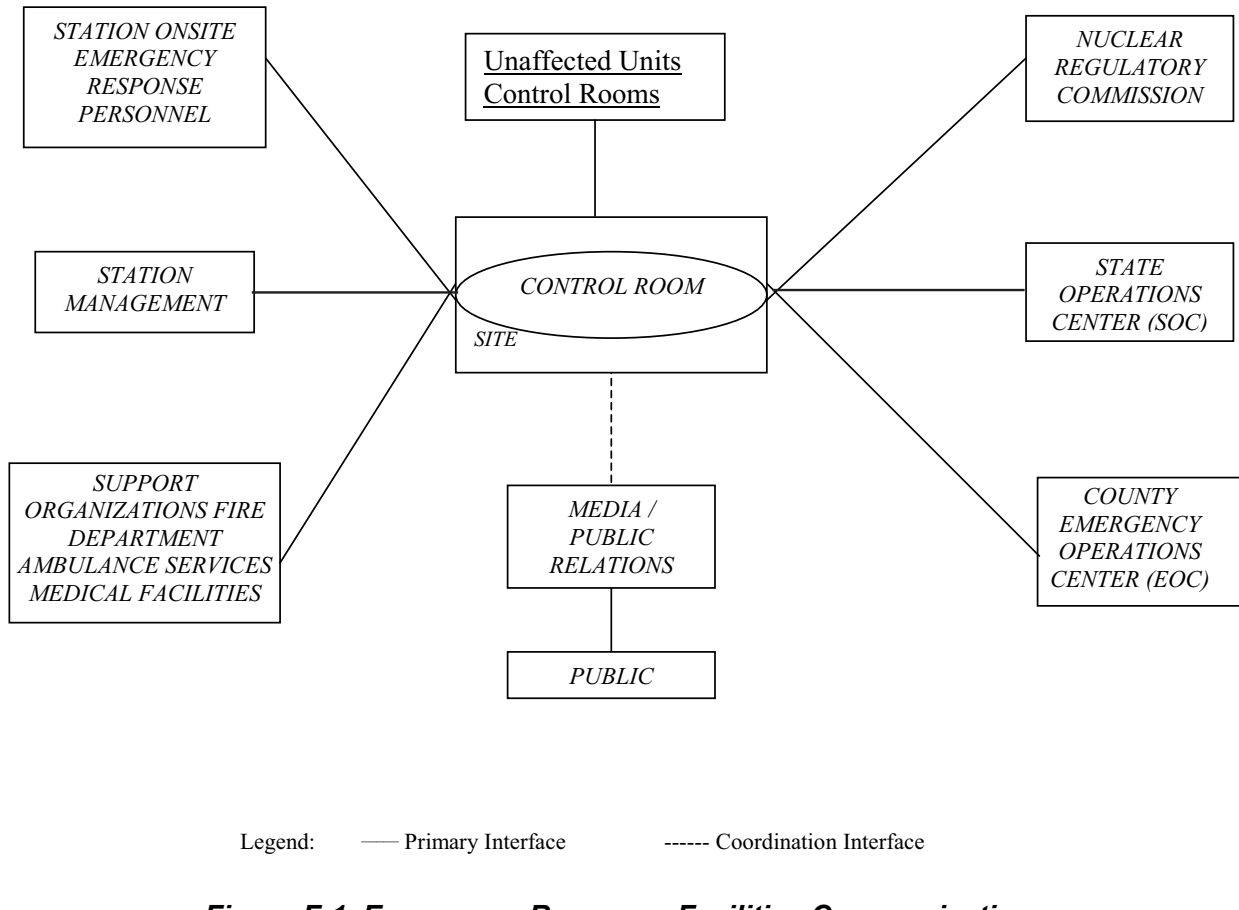 STATION ONSITE
EMERGENCY
RESPONSE
PERSONNEL
Unaffected Units
Control Rooms
NUCLEAR
REGULATORY
COMMISSION
STATION
MANAGEMENT
CONTROL ROOM
SITE
STATE
OPERATIONS
CENTER (SOC)
SUPPORT
ORGANIZATIONS FIRE
DEPARTMENT
AMBULANCE SERVICES
MEDICAL FACILITIES
MEDIA /
PUBLIC
RELATIONS
COUNTY
EMERGENCY
OPERATIONS
CENTER (EOC)
PUBLIC
Legend: —— Primary Interface ------ Coordination Interface